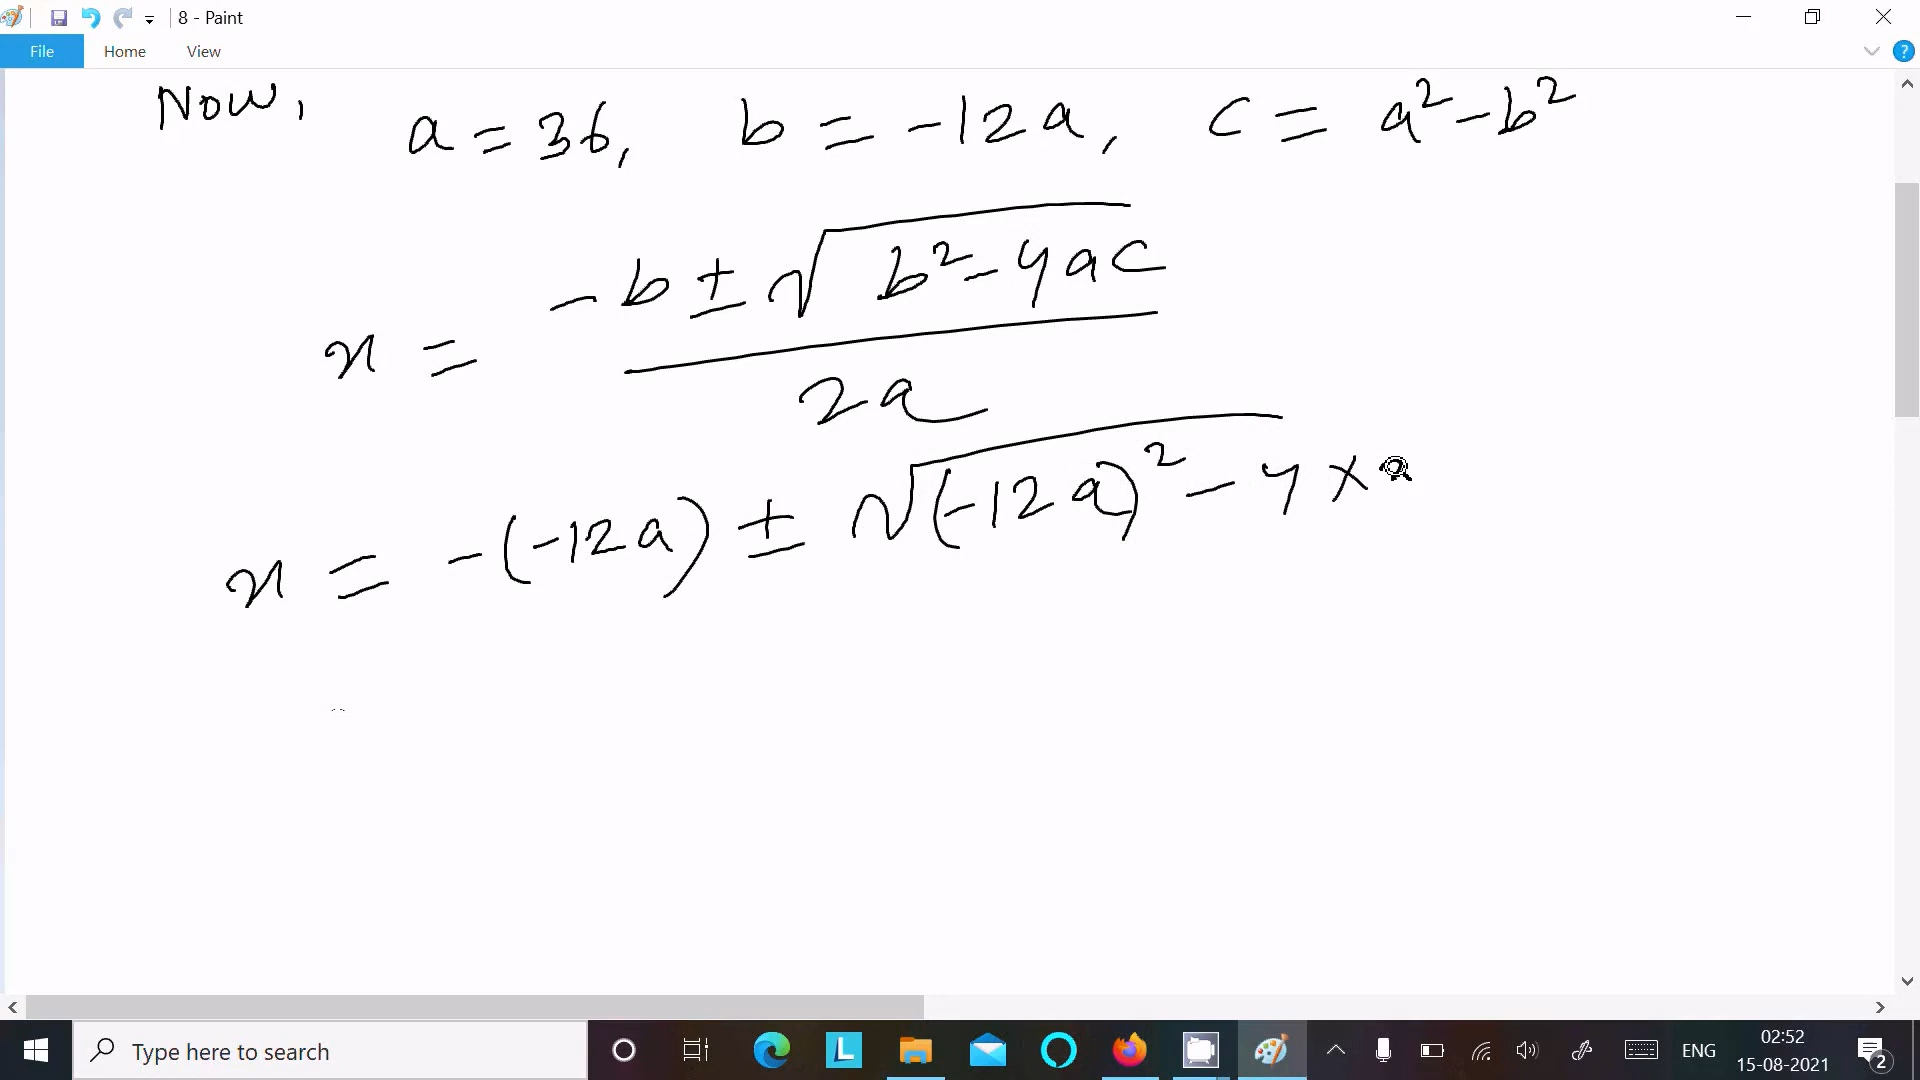 8 - Paint
File Home View
Now, a = 36, b = -12a, c = a² - b²
x = -b ± √b² - 4ac
2a
x = -(-12a) ± √(-12a)² - 4 ×
Type here to search
ENG
02:52
15-08-2021
2